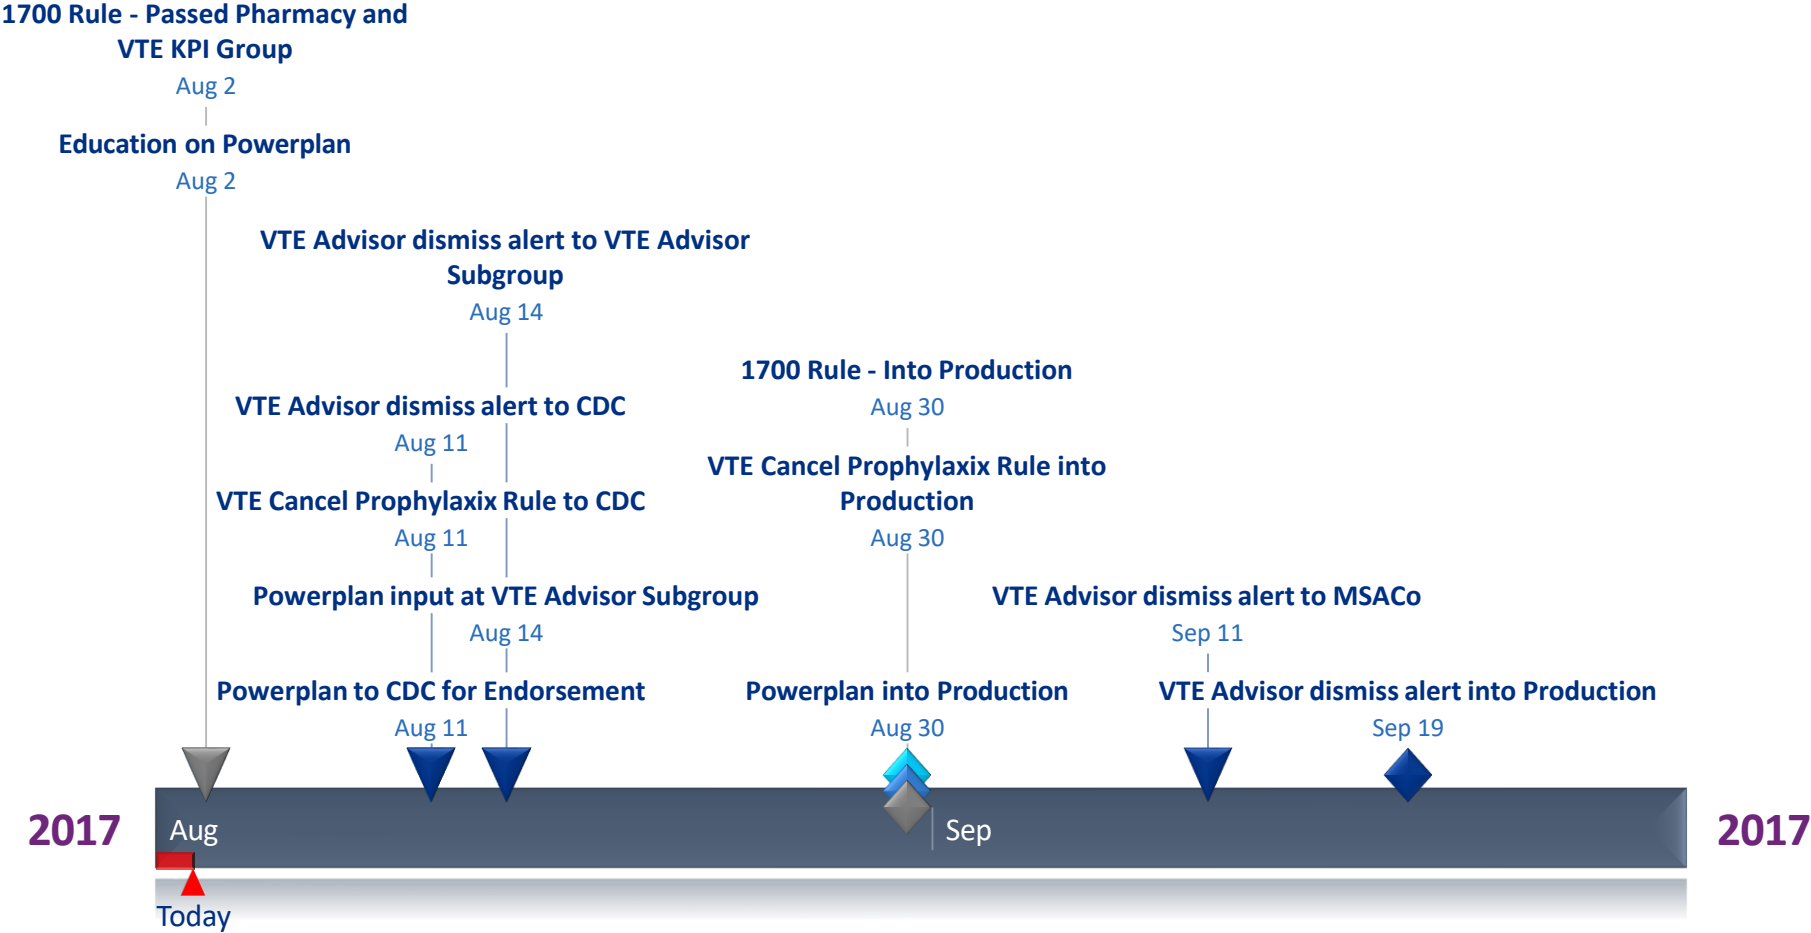 1700 Rule - Passed Pharmacy and
VTE KPI Group
Aug 2
Education on Powerplan
Aug 2
VTE Advisor dismiss alert to VTE Advisor
Subgroup
Aug 14
1700 Rule - Into Production
Aug 30
VTE Advisor dismiss alert to CDC
Aug 11
VTE Cancel Prophylaxix Rule into
Production
Aug 30
VTE Cancel Prophylaxix Rule to CDC
Aug 11
Powerplan input at VTE Advisor Subgroup
Aug 14
VTE Advisor dismiss alert to MSACo
Sep 11
Powerplan to CDC for Endorsement
Aug 11
Powerplan into Production
Aug 30
VTE Advisor dismiss alert into Production
Sep 19
2017
Aug
Sep
2017
Today